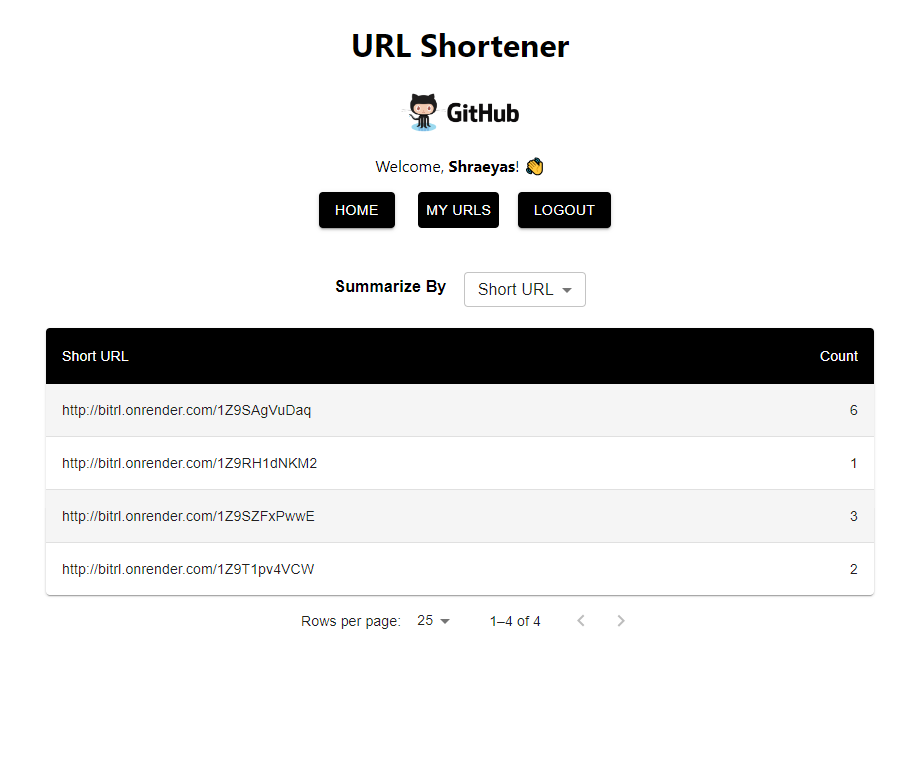 URL Shortener
GitHub
Welcome, Shraeyas! 👏
HOME MY URLS LOGOUT
Summarize By Short URL
Short URL Count
http://bitrl.onrender.com/1Z9SAgVuDaq 6
http://bitrl.onrender.com/1Z9RH1dNKM2 1
http://bitrl.onrender.com/1Z9SZFxPwwE 3
http://bitrl.onrender.com/1Z9T1pv4VCW 2
Rows per page: 25 1–4 of 4